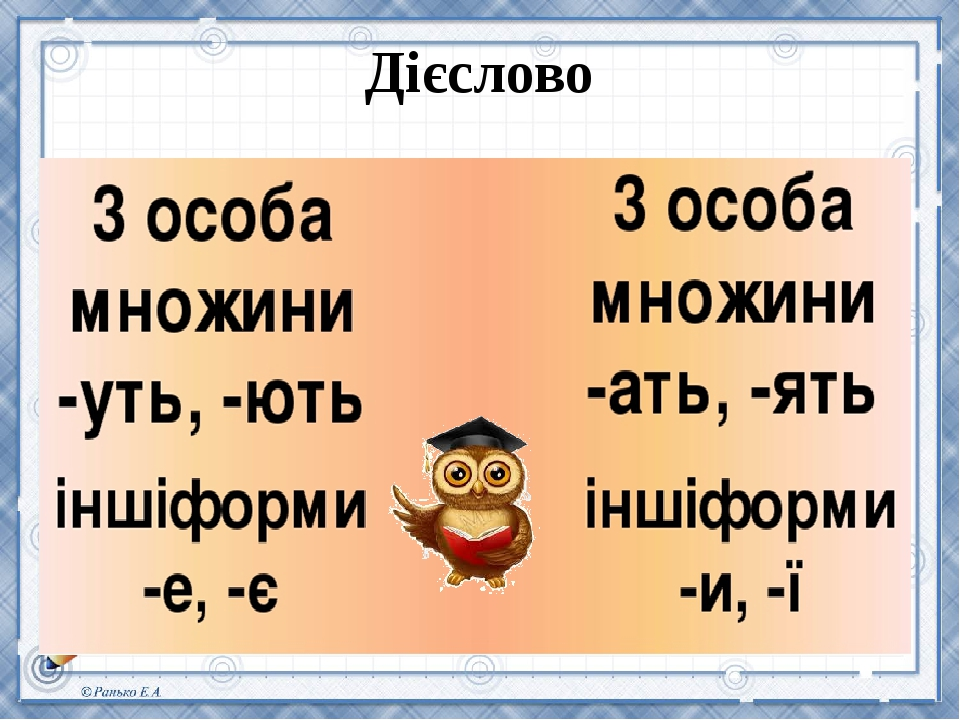 Дієслово
3 особа
множини
-уть, -ють
іншіформи
-е, -є
3 особа
множини
-ать, -ять
іншіформи
-и, -ї
© Ранько Е.А.